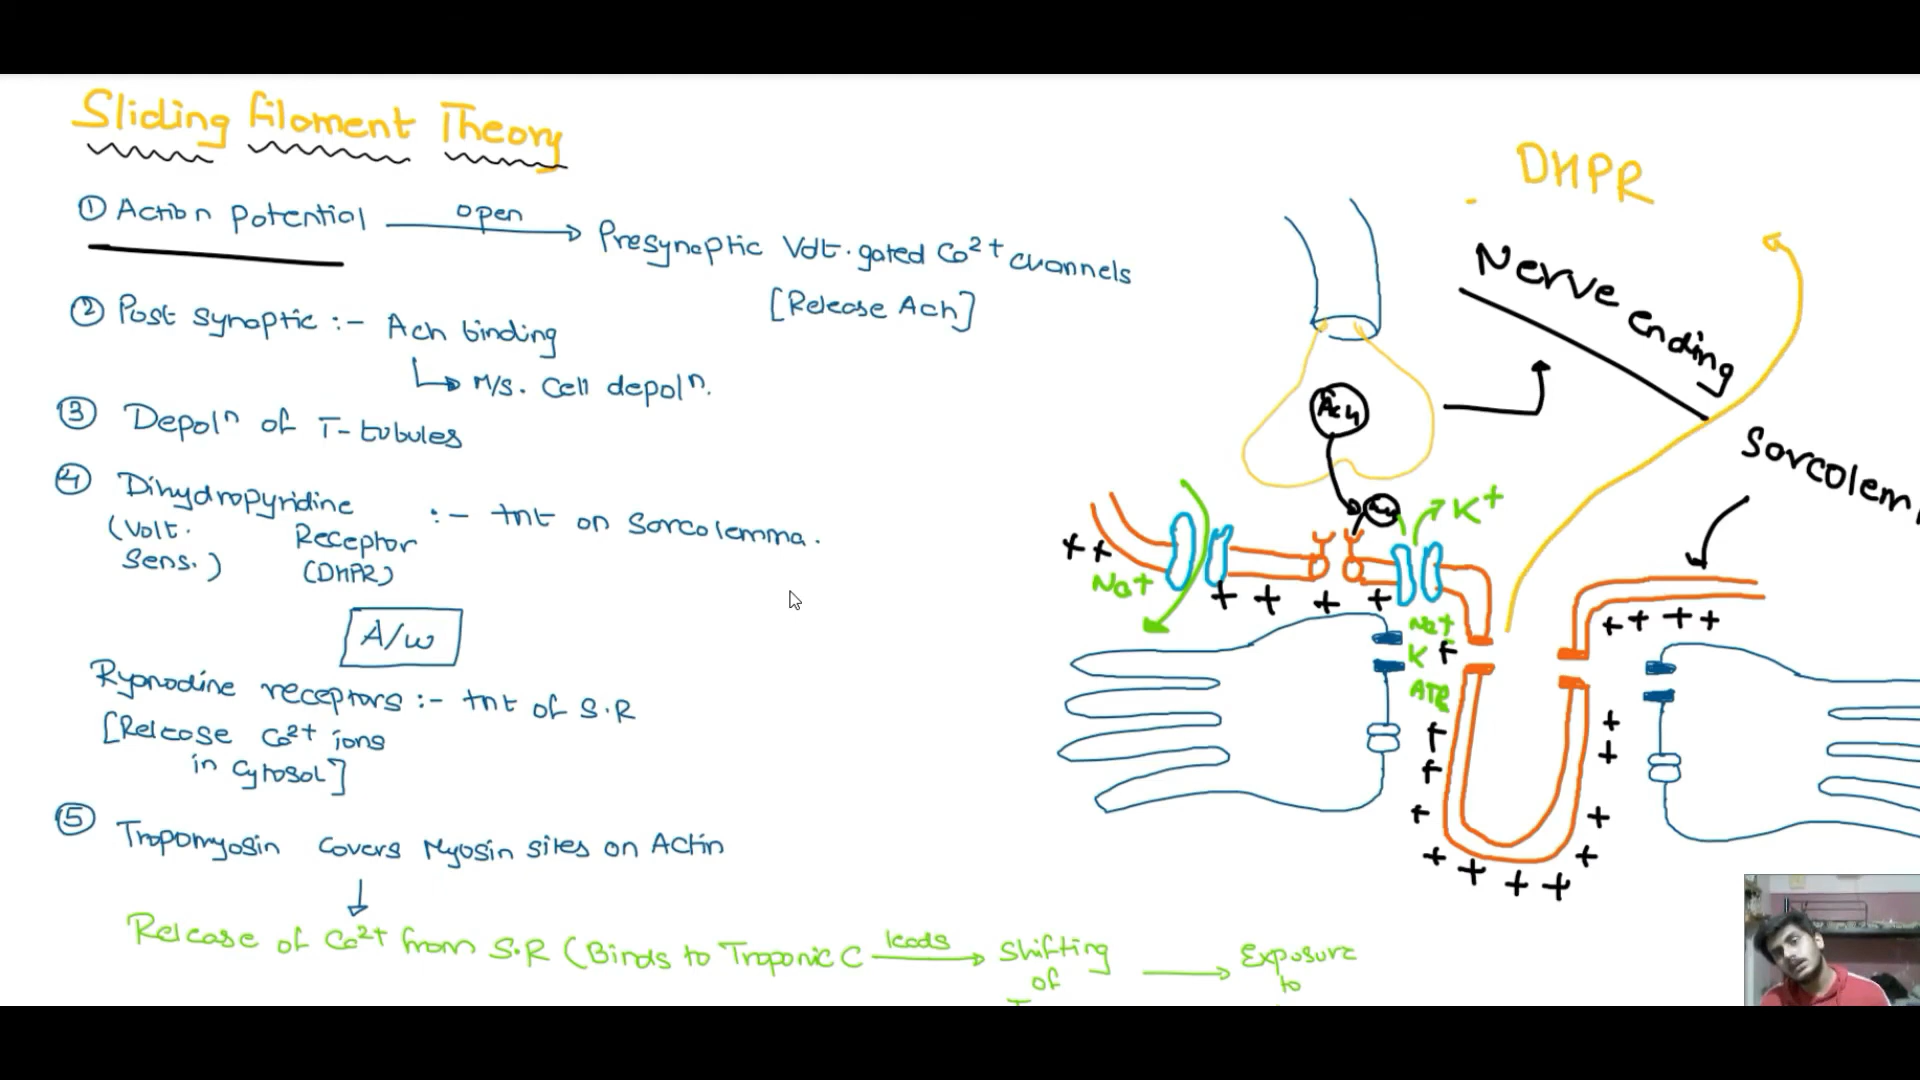 Sliding filament Theory
① Action Potential open → Presynaptic Volt. gated Ca²⁺ channels
[Release Ach]
② Post synaptic :- Ach binding
↳ M/s. Cell depolⁿ.
③ Depolⁿ of T-tubules
④ Dihydropyridine :- tnt on Sarcolemma.
(Volt. Receptor
Sens.) (DHPR)
A/w
Ryanodine receptors :- tnt of S.R
[Release Ca²⁺ ions
in Cytosol]
⑤ Tropomyosin covers Myosin sites on Actin
↓
Release of Ca²⁺ from S.R (Binds to Troponic C leads → Shifting → Exposure
of to
DHPR
Nerve ending
Ach
Sarcolem
K+
Na+
++
+ + + +
Na+
K +
ATP
+ + + +